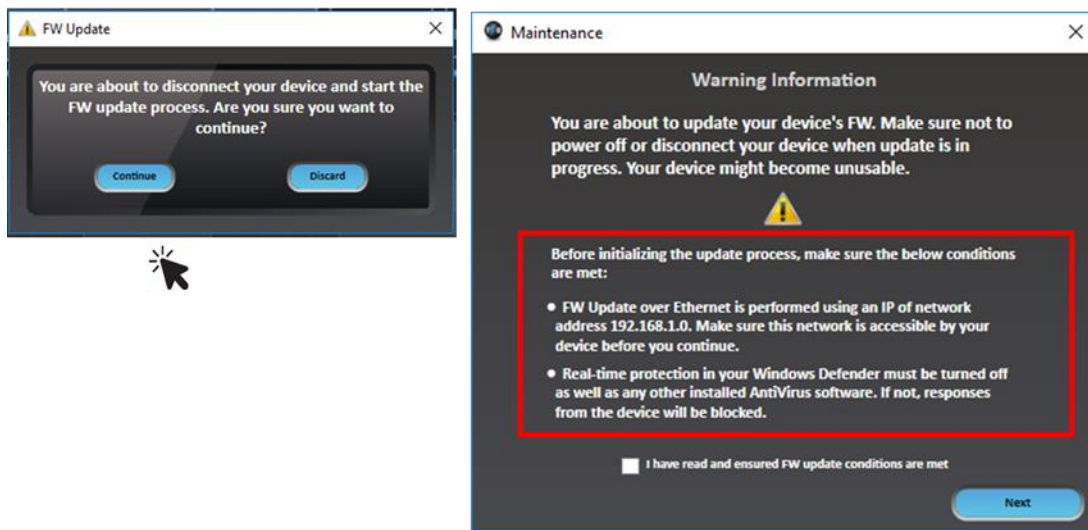 FW Update
You are about to disconnect your device and start the
FW update process. Are you sure you want to
continue?
Continue
Discard
Maintenance
Warning Information
You are about to update your device's FW. Make sure not to
power off or disconnect your device when update is in
progress. Your device might become unusable.
Before initializing the update process, make sure the below conditions
are met:
• FW Update over Ethernet is performed using an IP of network
address 192.168.1.0. Make sure this network is accessible by your
device before you continue.
• Real-time protection in your Windows Defender must be turned off
as well as any other installed AntiVirus software. If not, responses
from the device will be blocked.
I have read and ensured FW update conditions are met
Next